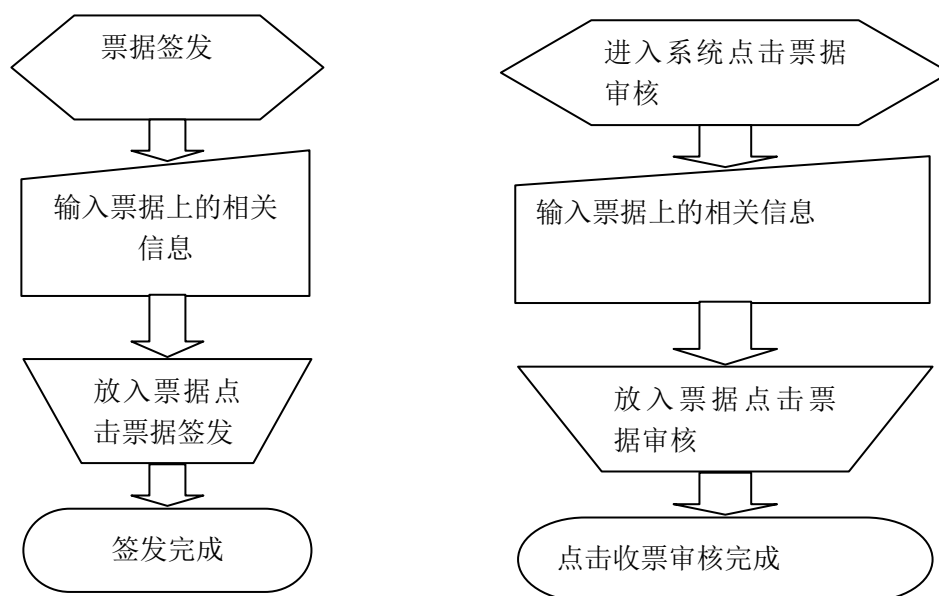 票据签发
输入票据上的相关
信息
放入票据点
击票据签发
签发完成
进入系统点击票据
审核
输入票据上的相关信息
放入票据点击票
据审核
点击收票审核完成